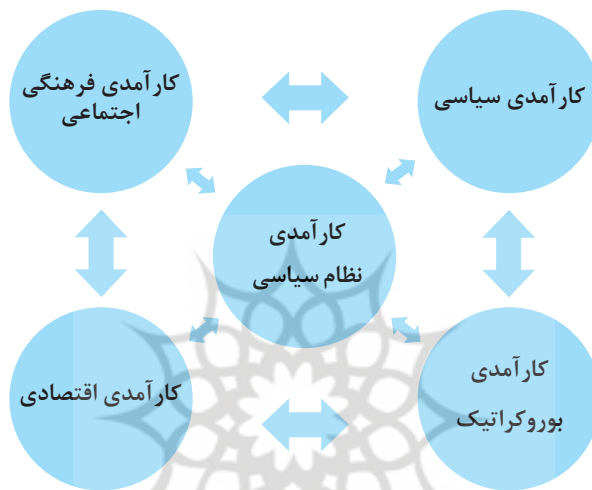 کارآمدی سیاسی
کارآمدی فرهنگی
اجتماعی
کارآمدی
نظام سیاسی
کارآمدی
بوروکراتیک
کارآمدی اقتصادی